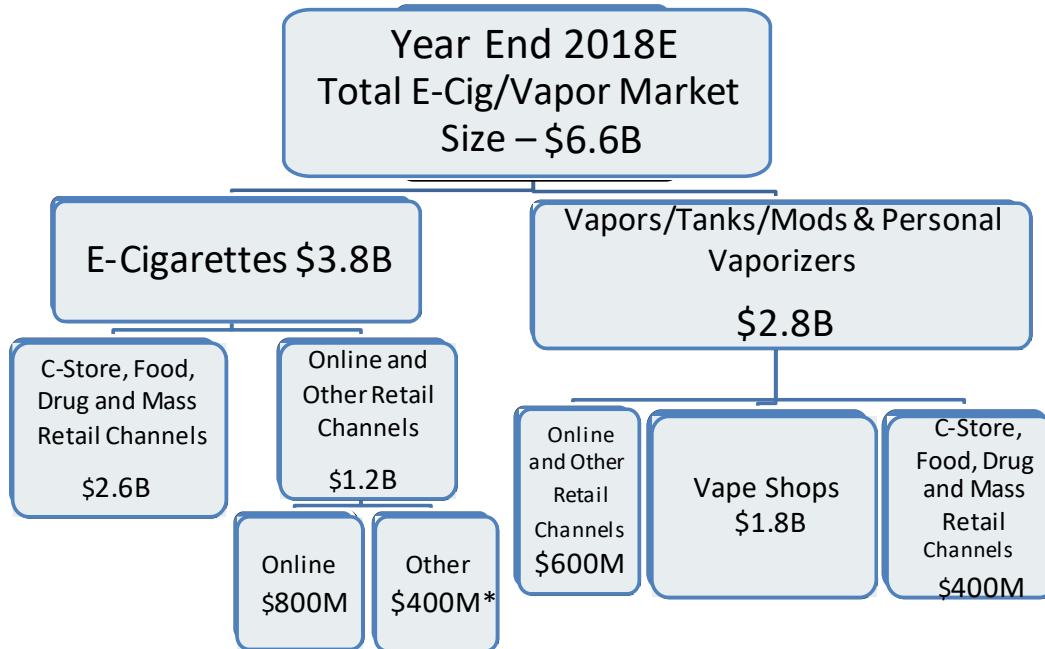 Year End 2018E
Total E-Cig/Vapor Market
Size – $6.6B
E-Cigarettes $3.8B
Vapors/Tanks/Mods & Personal
Vaporizers
$2.8B
C-Store, Food,
Drug and Mass
Retail Channels
$2.6B
Online and
Other Retail
Channels
$1.2B
Online
$800M
Other
$400M*
Online
and Other
Retail
Channels
$600M
Vape Shops
$1.8B
C-Store,
Food, Drug
and Mass
Retail
Channels
$400M